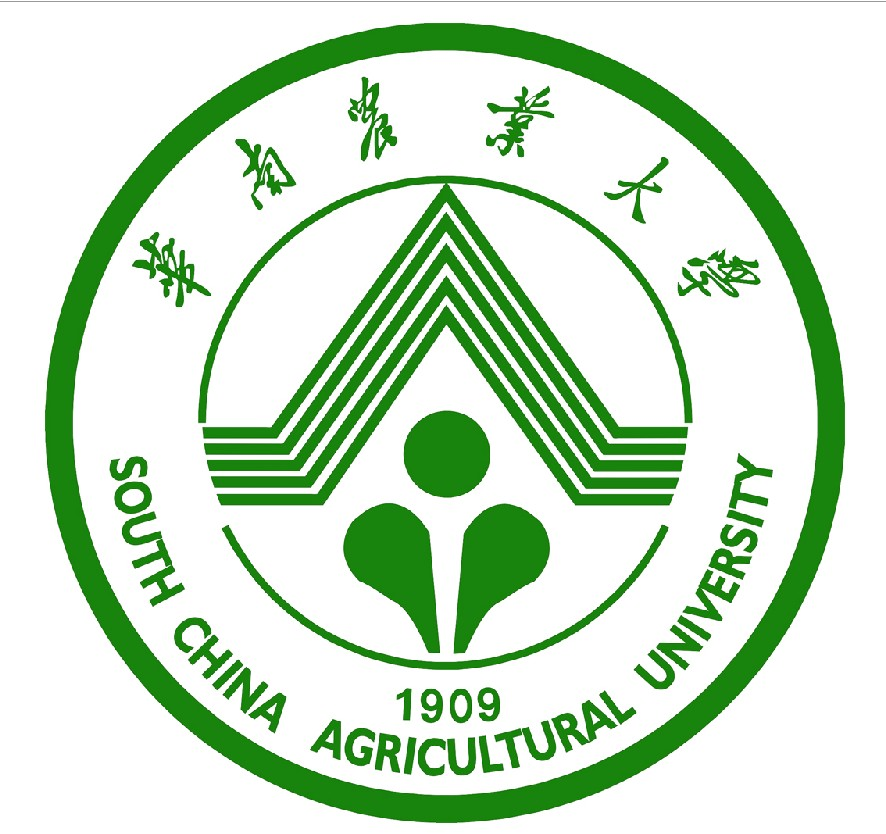 華南農業大學
1909
SOUTH CHINA AGRICULTURAL UNIVERSITY